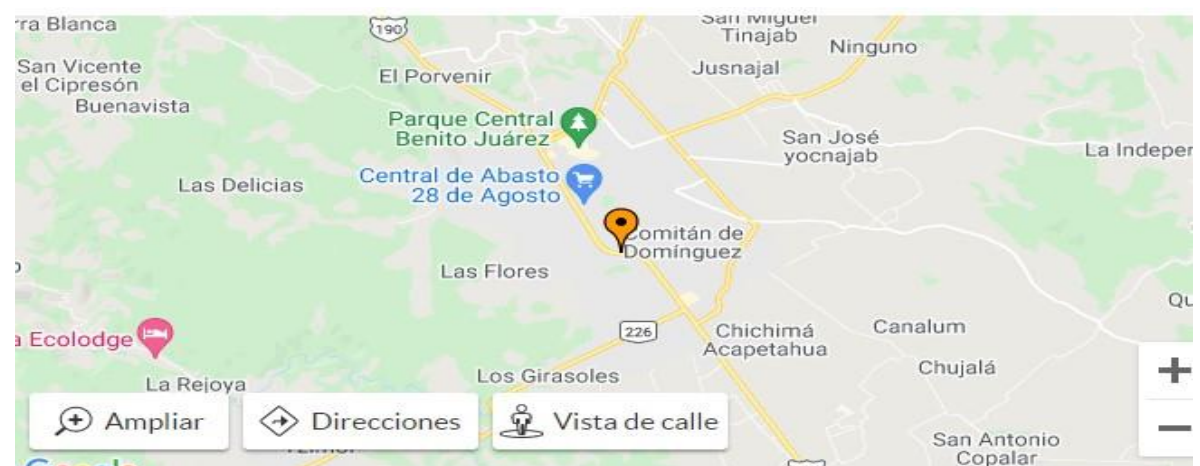 rra Blanca
190
San Miguel
Tinajab
Ninguno
San Vicente
el Cipresón
El Porvenir
Jusnajal
Buenavista
Parque Central
Benito Juárez
San José
yocnajab
La Indeper
Central de Abasto
28 de Agosto
Las Delicias
Comitán de
Domínguez
Las Flores
Qu
226
Chichimá
Acapetahua
Canalum
a Ecolodge
Chujalá
Los Girasoles
La Rejoya
+
Ampliar
Direcciones
Vista de calle
−
San Antonio
Copalar
Google